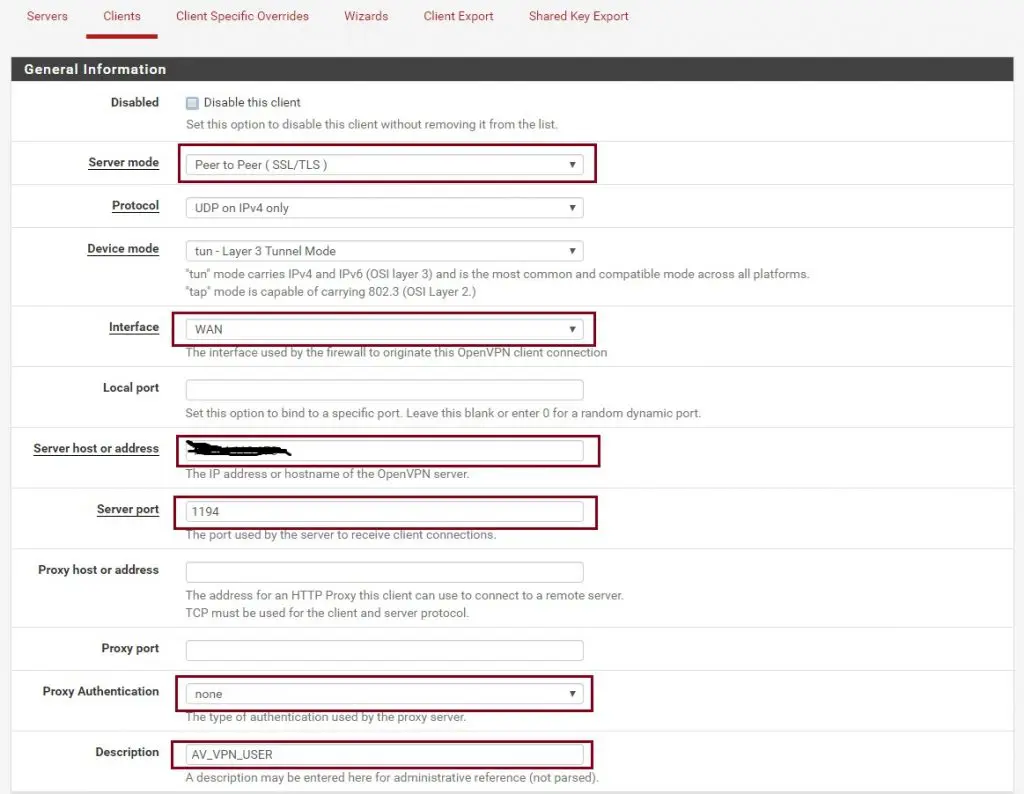 Servers Clients Client Specific Overrides Wizards Client Export Shared Key Export
General Information
Disabled Disable this client
Set this option to disable this client without removing it from the list.
Server mode Peer to Peer ( SSL/TLS )
Protocol UDP on IPv4 only
Device mode tun - Layer 3 Tunnel Mode
"tun" mode carries IPv4 and IPv6 (OSI layer 3) and is the most common and compatible mode across all platforms.
"tap" mode is capable of carrying 802.3 (OSI Layer 2.)
Interface WAN
The interface used by the firewall to originate this OpenVPN client connection
Local port
Set this option to bind to a specific port. Leave this blank or enter 0 for a random dynamic port.
Server host or address
The IP address or hostname of the OpenVPN server.
Server port 1194
The port used by the server to receive client connections.
Proxy host or address
The address for an HTTP Proxy this client can use to connect to a remote server.
TCP must be used for the client and server protocol.
Proxy port
Proxy Authentication none
The type of authentication used by the proxy server.
Description AV_VPN_USER
A description may be entered here for administrative reference (not parsed).